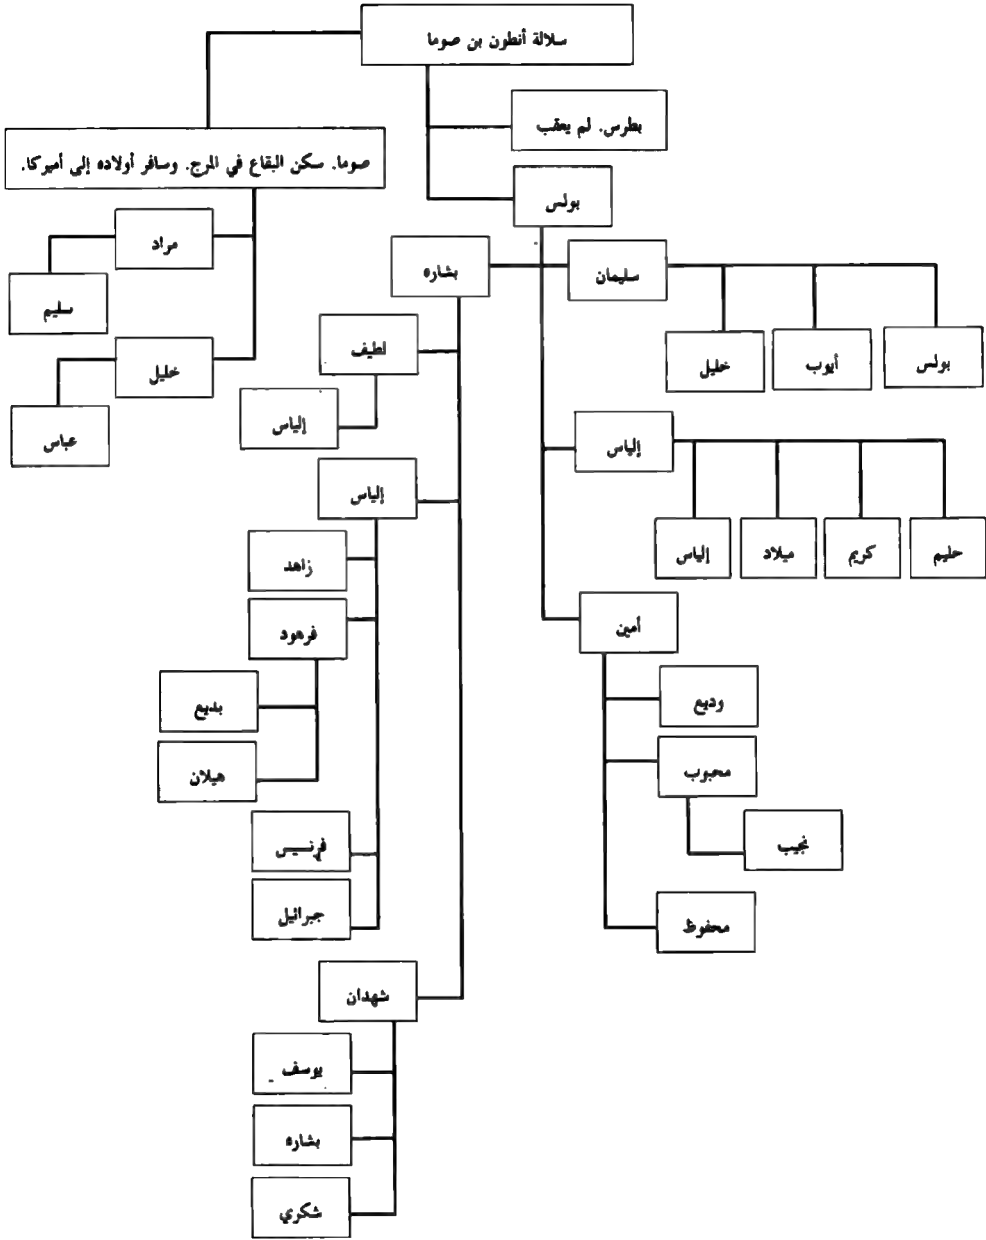 سلالة أنطون بن صوما
بطرس. لم يعقب
صوما. سكن البقاع في المرج. وسافر أولاده إلى أميركا.
بولس
مراد
بشاره
سليمان
سليم
لطيف
خليل
بولس
أيوب
خليل
عباس
إلياس
إلياس
إلياس
حليم
كريم
ميلاد
إلياس
زاهد
فرهود
أمين
بديع
وديع
هيلان
محبوب
فرنسيس
نجيب
جبرائيل
محفوظ
شهدان
يوسف
بشاره
شكري